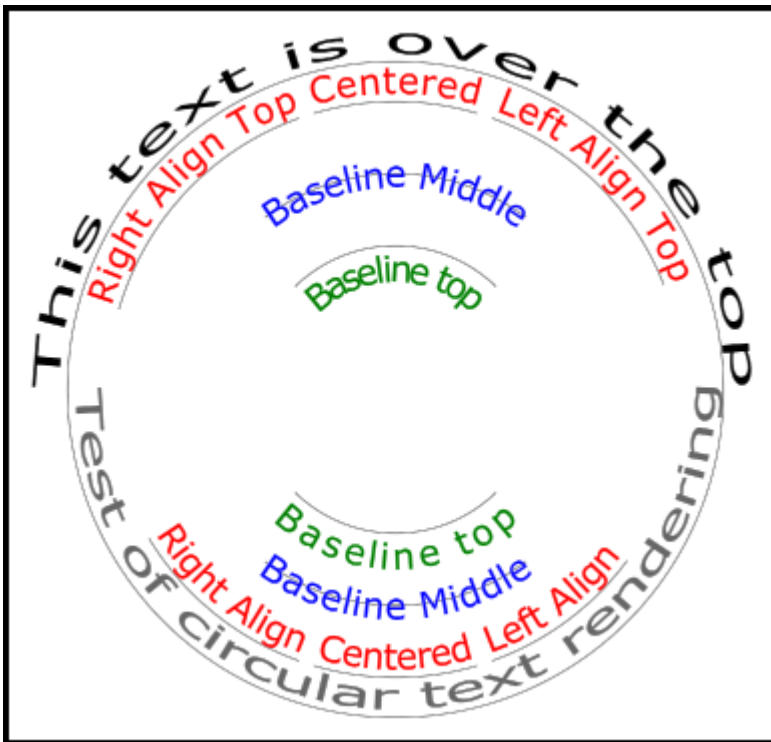 This text is over the top
Right Align Top
Centered
Left Align Top
Baseline Middle
Baseline top
Baseline top
Baseline Middle
Right Align
Centered
Left Align
Test of circular text rendering